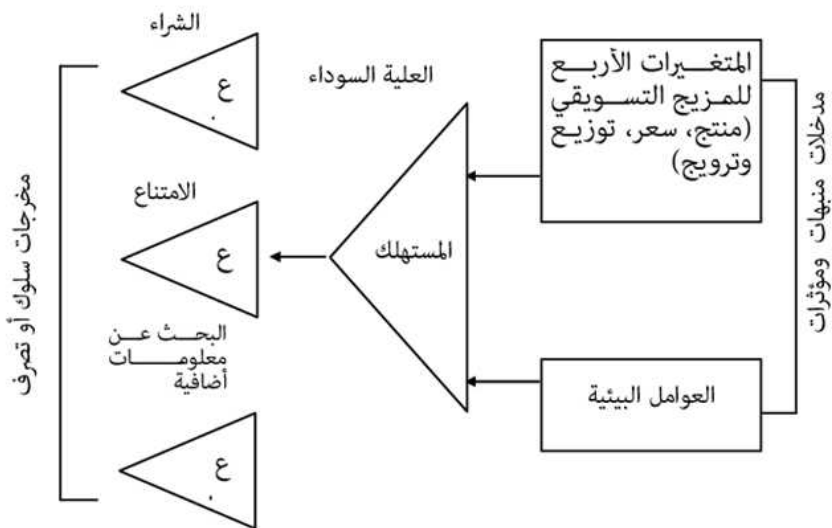 مدخلات منبهات ومؤثرات
المتغيرات الأربع
للمزيج التسويقي
(منتج، سعر، توزيع
وترويج)
العوامل البيئية
العلية السوداء
المستهلك
الشراء
ع
الامتناع
ع
البحث عن
معلومات
أضافية
ع
مخرجات سلوك أو تصرف